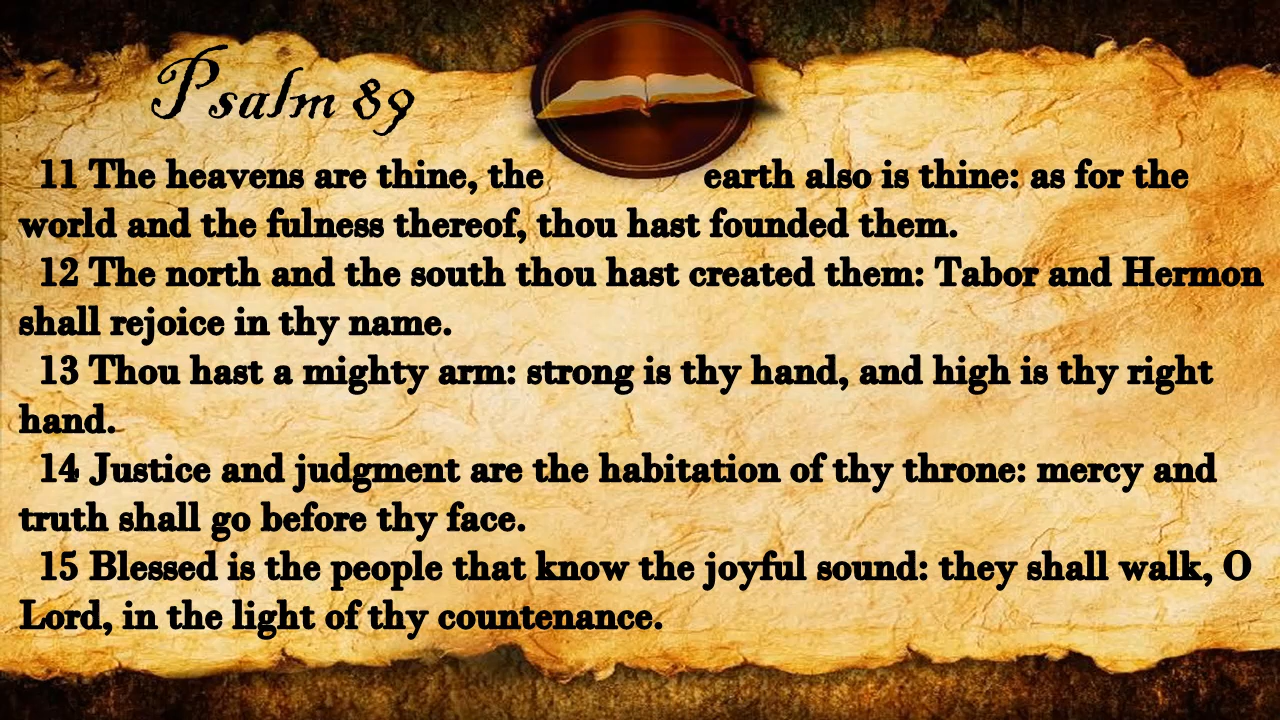 Psalm 89
11 The heavens are thine, the earth also is thine: as for the
world and the fulness thereof, thou hast founded them.
12 The north and the south thou hast created them: Tabor and Hermon
shall rejoice in thy name.
13 Thou hast a mighty arm: strong is thy hand, and high is thy right
hand.
14 Justice and judgment are the habitation of thy throne: mercy and
truth shall go before thy face.
15 Blessed is the people that know the joyful sound: they shall walk, O
Lord, in the light of thy countenance.